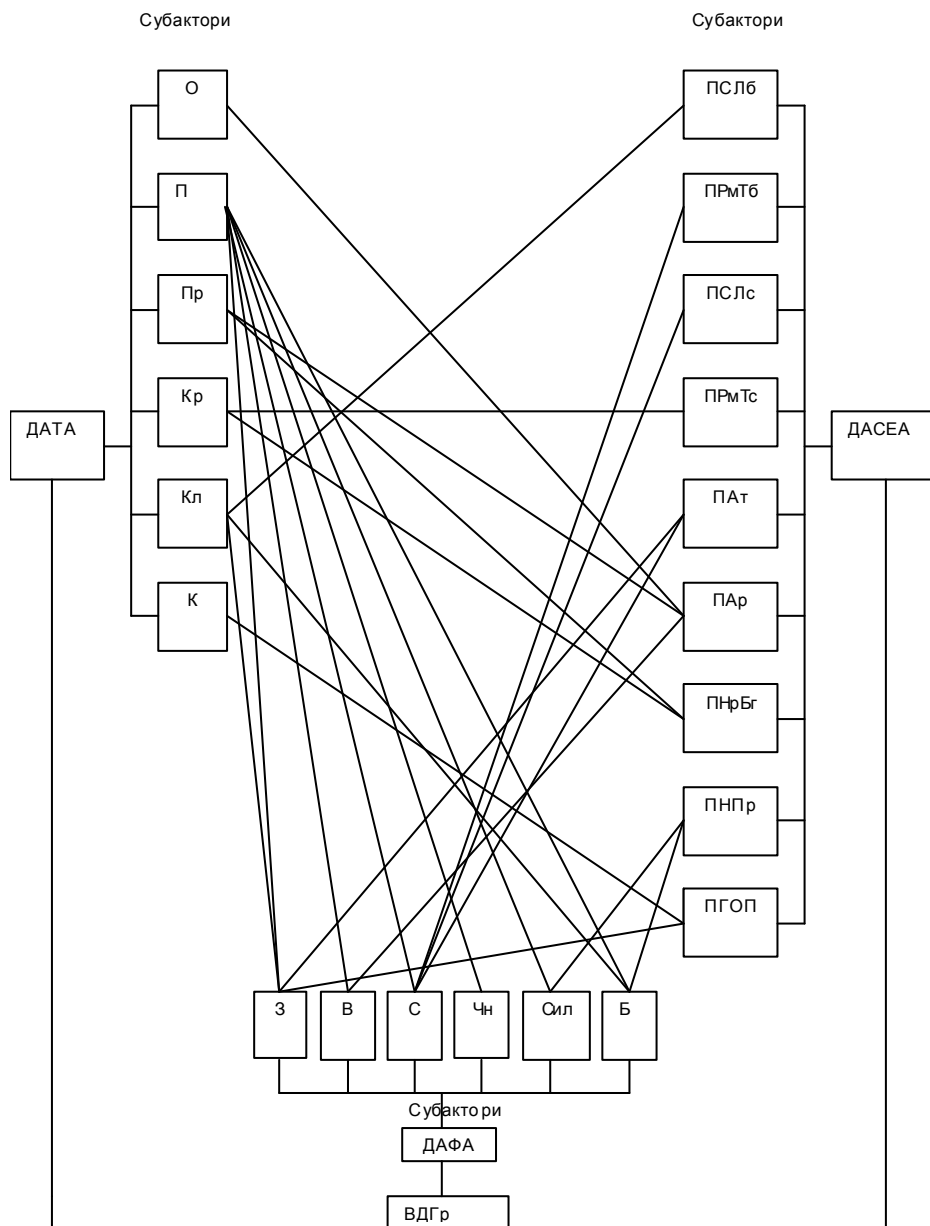 Субактори
Субактори
О
ПСЛб
П
ПРмТб
Пр
ПСЛс
Кр
ПРмТс
ДАТА
ДАСЕА
Кл
ПАт
К
ПАр
ПНрБг
ПНПр
ПГОП
З
В
С
Чн
Сил
Б
Субактори
ДАФА
ВДГр